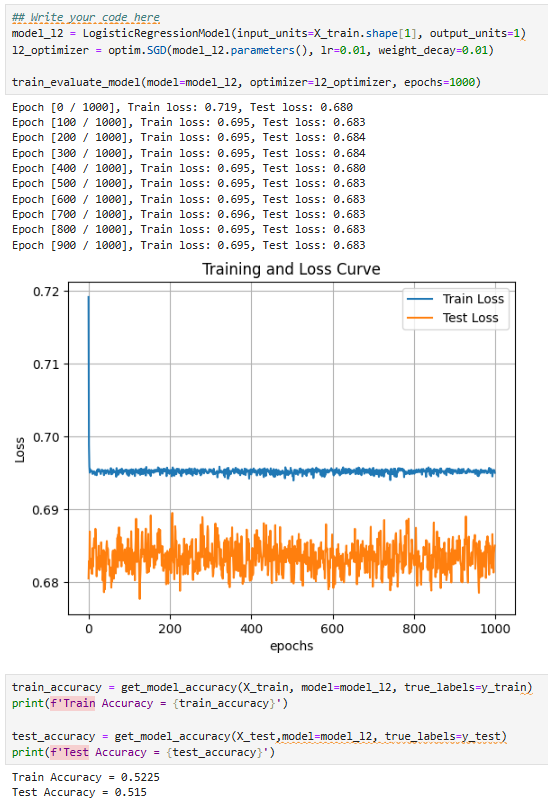 ## Write your code here
model_l2 = LogisticRegressionModel(input_units=X_train.shape[1], output_units=1)
l2_optimizer = optim.SGD(model_l2.parameters(), lr=0.01, weight_decay=0.01)
train_evaluate_model(model=model_l2, optimizer=l2_optimizer, epochs=1000)
Epoch [0 / 1000], Train loss: 0.719, Test loss: 0.680
Epoch [100 / 1000], Train loss: 0.695, Test loss: 0.683
Epoch [200 / 1000], Train loss: 0.695, Test loss: 0.684
Epoch [300 / 1000], Train loss: 0.695, Test loss: 0.684
Epoch [400 / 1000], Train loss: 0.695, Test loss: 0.680
Epoch [500 / 1000], Train loss: 0.695, Test loss: 0.683
Epoch [600 / 1000], Train loss: 0.695, Test loss: 0.683
Epoch [700 / 1000], Train loss: 0.696, Test loss: 0.683
Epoch [800 / 1000], Train loss: 0.695, Test loss: 0.683
Epoch [900 / 1000], Train loss: 0.695, Test loss: 0.683
Training and Loss Curve
Train Loss
Test Loss
0.72
0.71
0.70
0.69
0.68
Loss
0 200 400 600 800 1000
epochs
train_accuracy = get_model_accuracy(X_train, model=model_l2, true_labels=y_train)
print(f'Train Accuracy = {train_accuracy}')
test_accuracy = get_model_accuracy(X_test,model=model_l2, true_labels=y_test)
print(f'Test Accuracy = {test_accuracy}')
Train Accuracy = 0.5225
Test Accuracy = 0.515